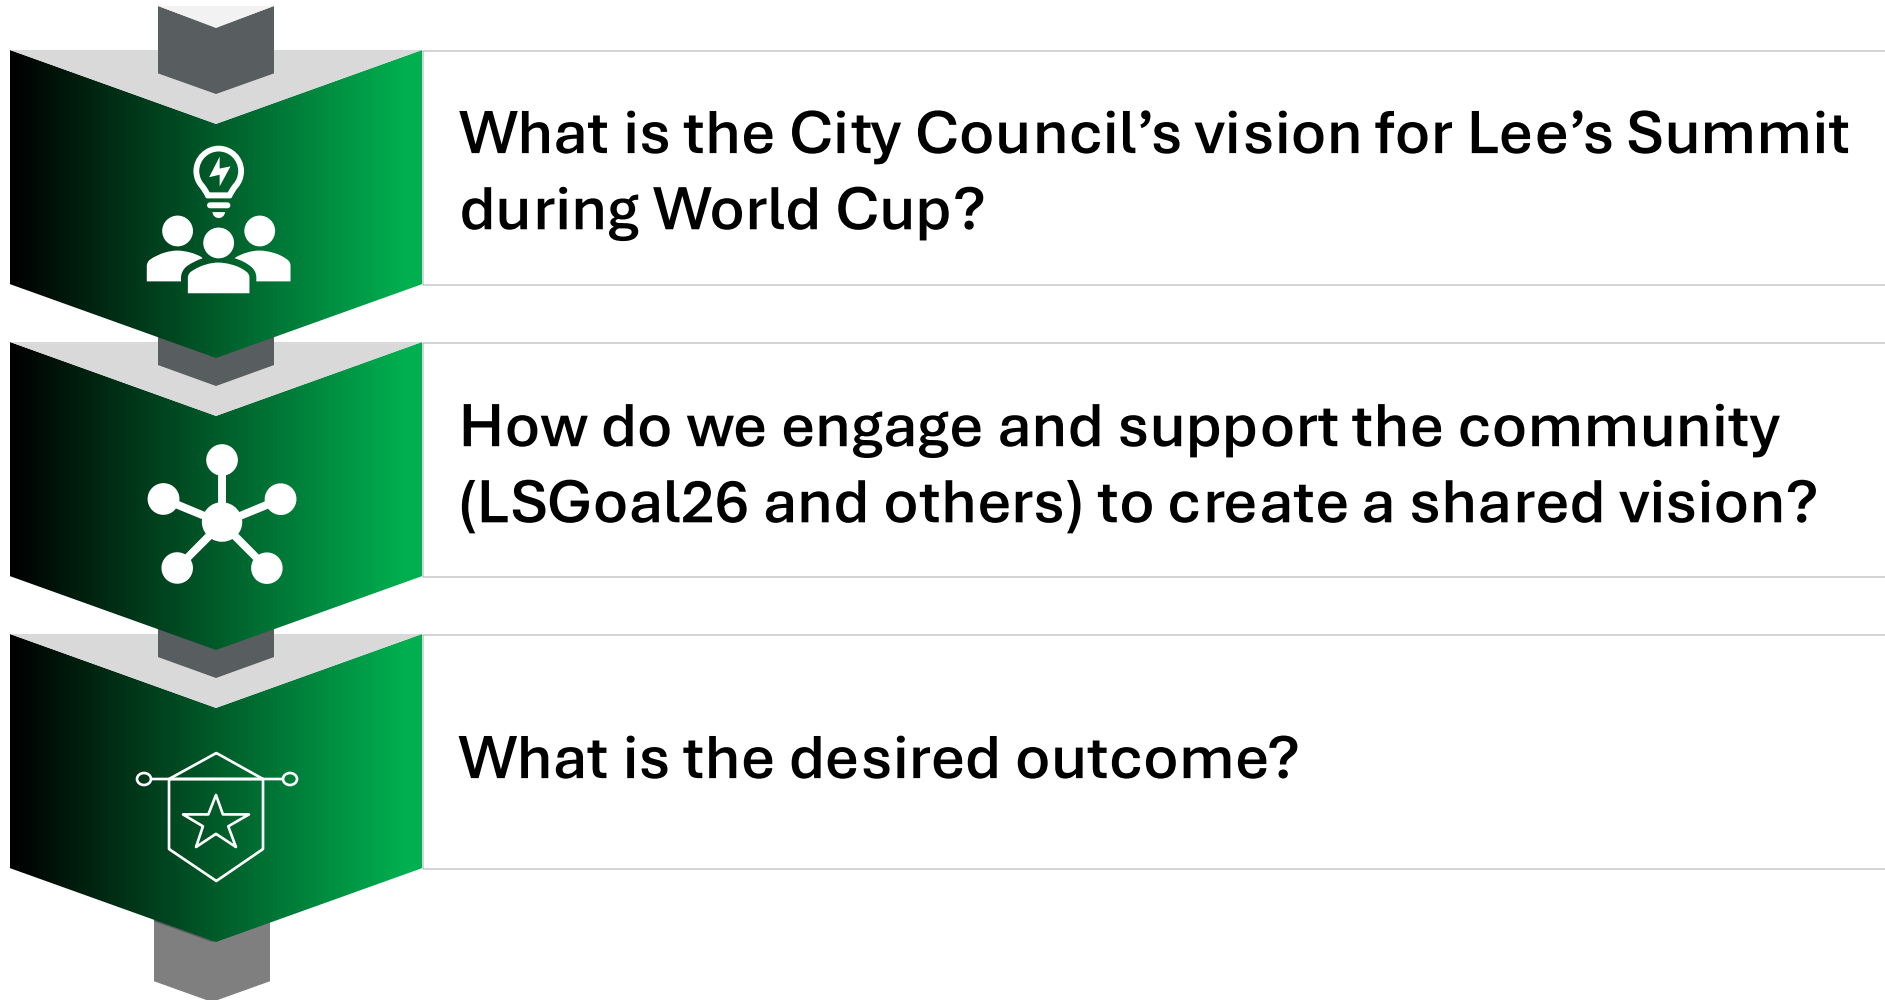 What is the City Council’s vision for Lee’s Summit
during World Cup?
How do we engage and support the community
(LSGoal26 and others) to create a shared vision?
What is the desired outcome?